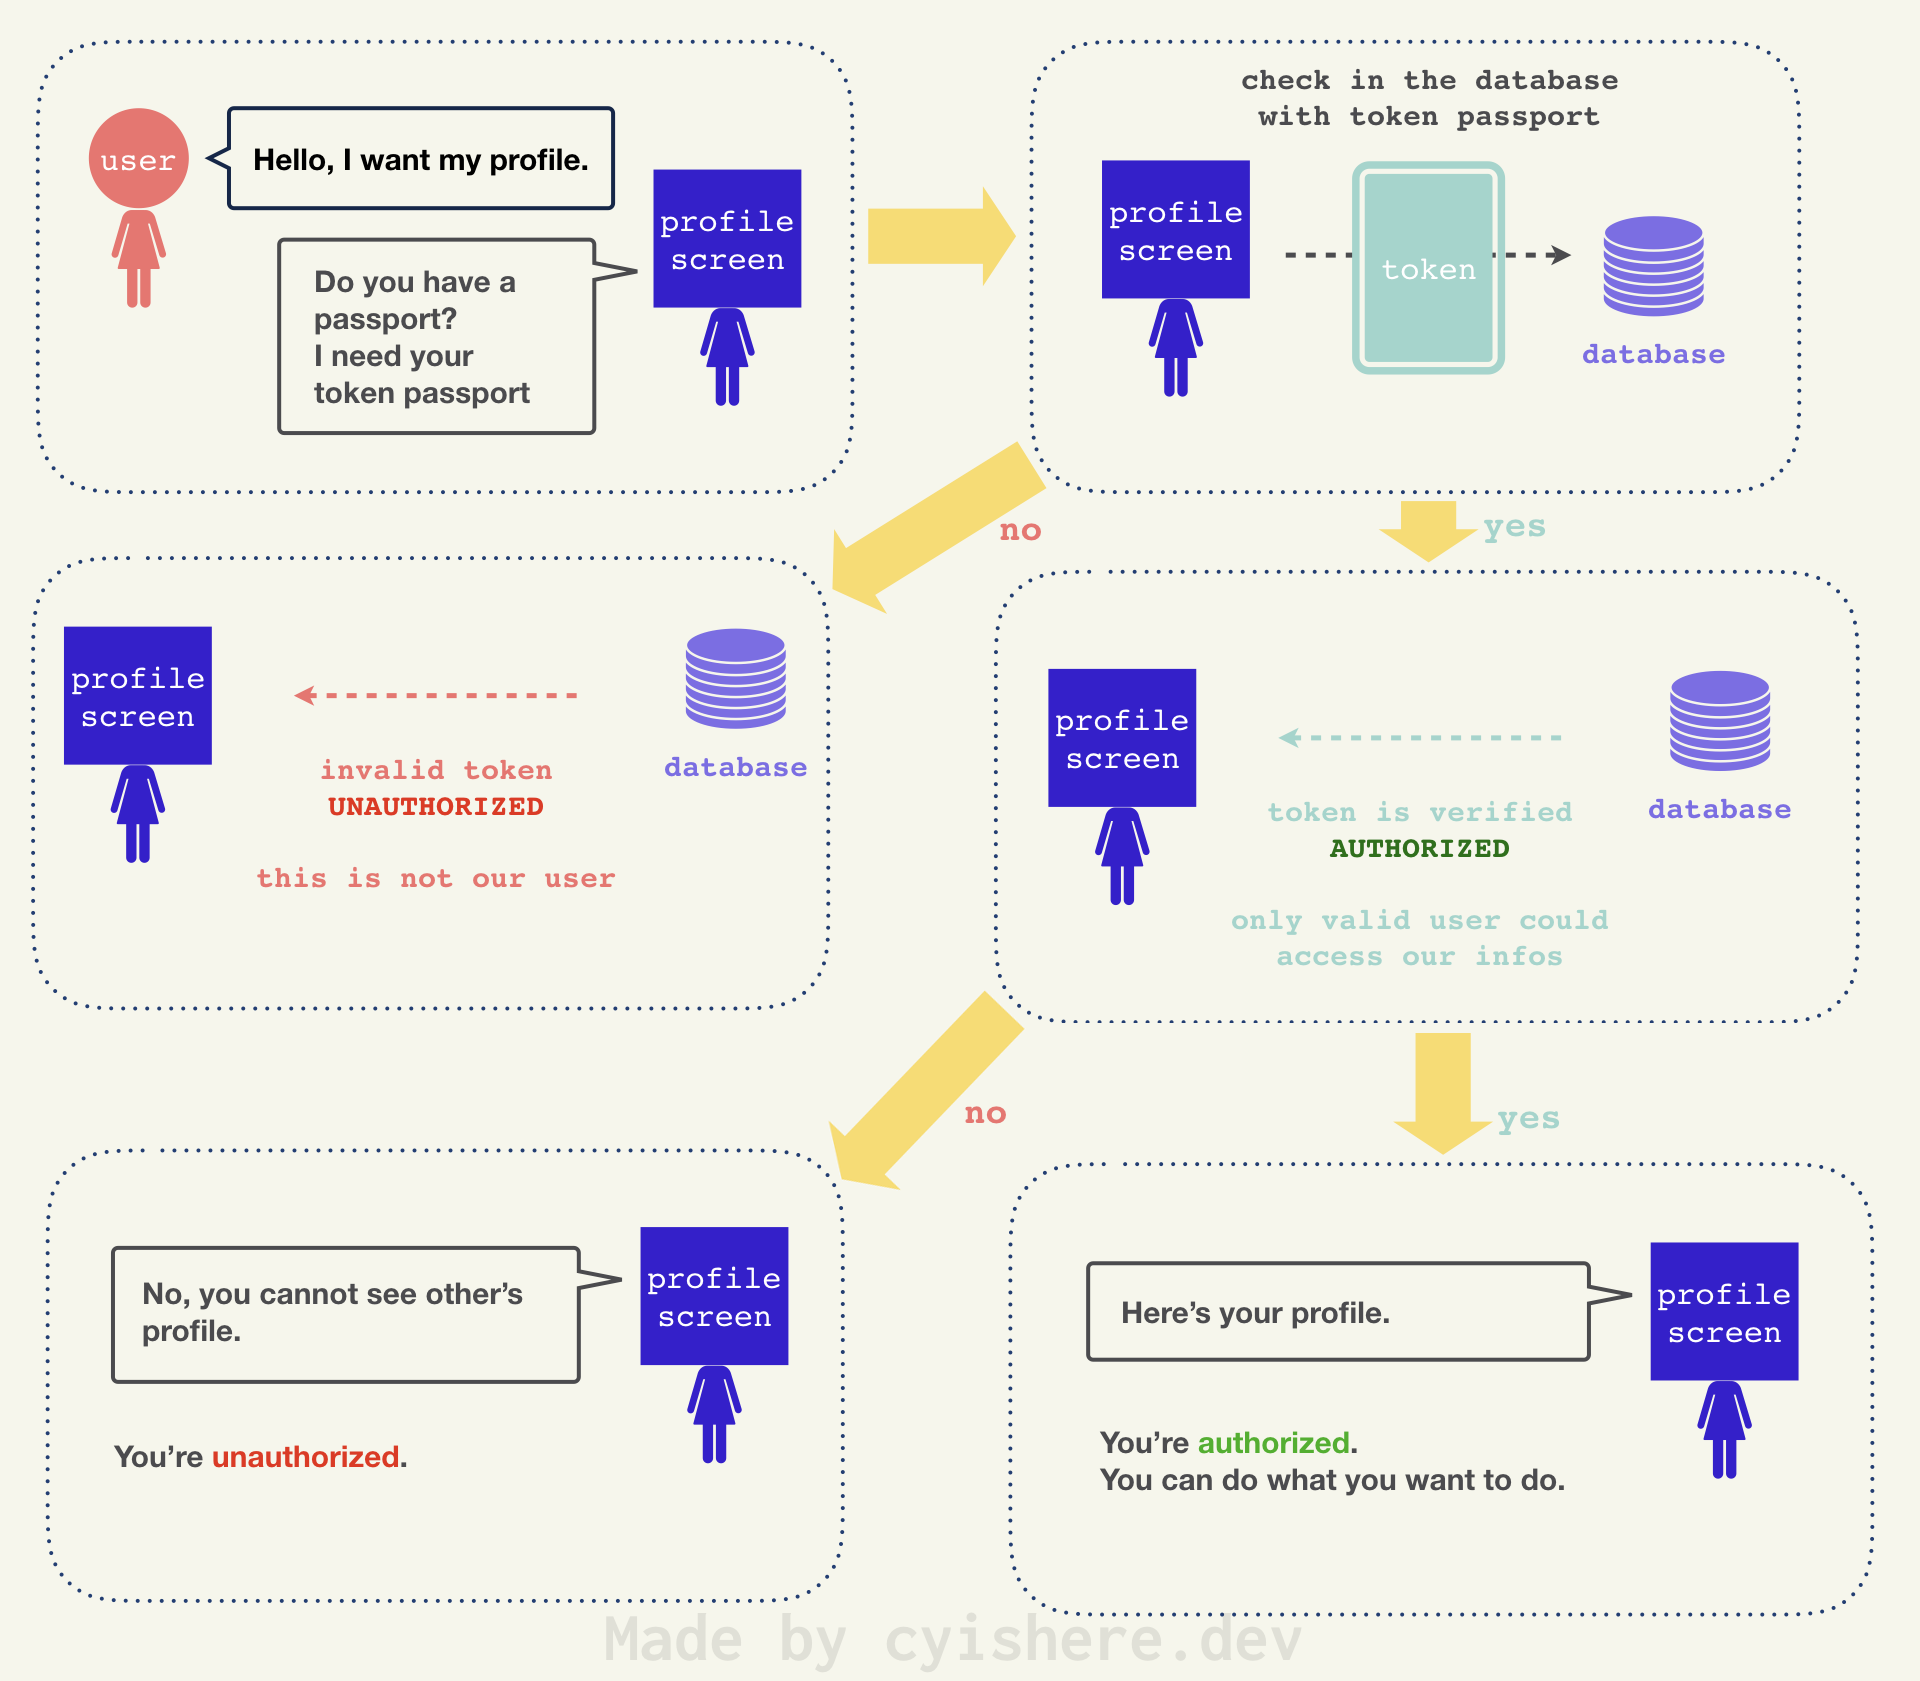 user
Hello, I want my profile.
profile
screen
Do you have a
passport?
I need your
token passport
check in the database
with token passport
profile
screen
token
database
no
yes
profile
screen
database
invalid token
UNAUTHORIZED
this is not our user
profile
screen
database
token is verified
AUTHORIZED
only valid user could
access our infos
no
yes
No, you cannot see other’s
profile.
profile
screen
You’re unauthorized.
Here’s your profile.
profile
screen
You’re authorized.
You can do what you want to do.
Made by cyishere.dev